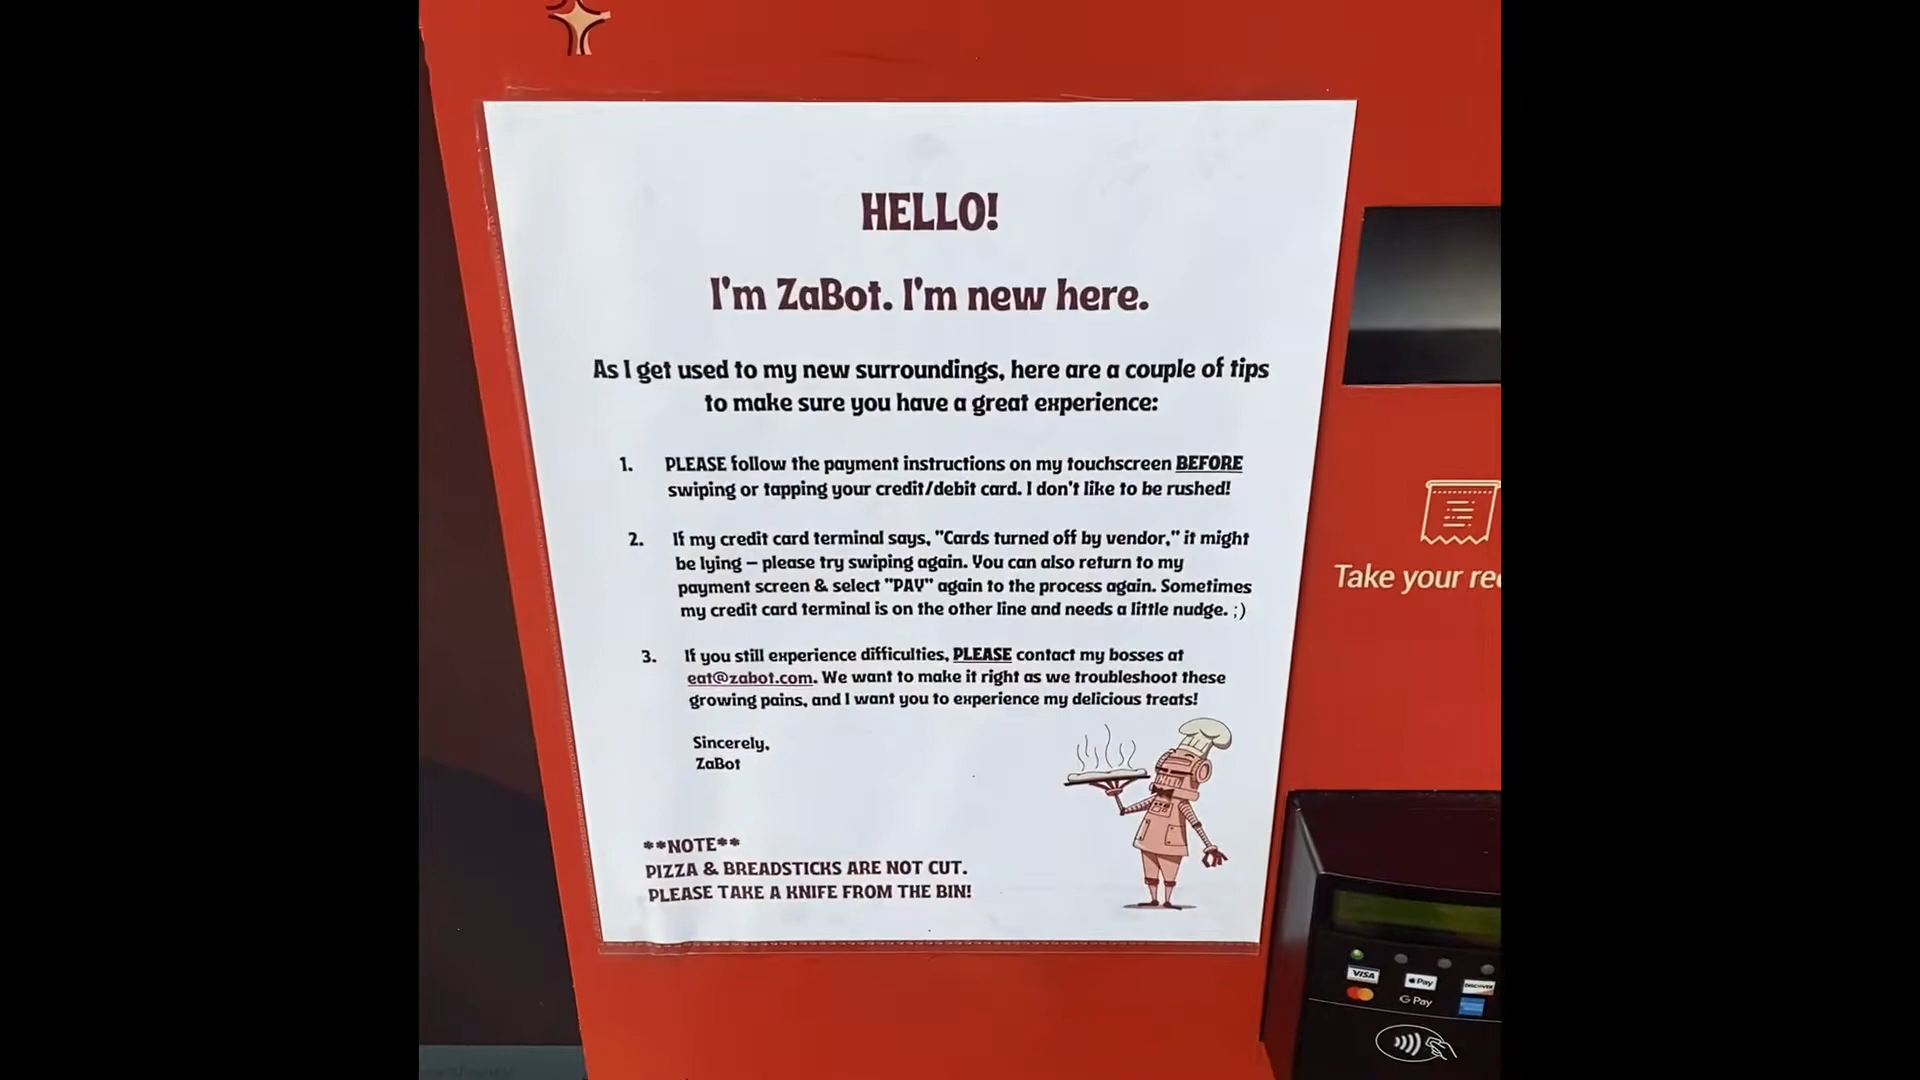 HELLO!
I'm ZaBot. I'm new here.
As I get used to my new surroundings, here are a couple of tips
to make sure you have a great experience:
1. PLEASE follow the payment instructions on my touchscreen BEFORE
swiping or tapping your credit/debit card. I don't like to be rushed!
2. If my credit card terminal says, "Cards turned off by vendor," it might
be lying – please try swiping again. You can also return to my
payment screen & select "PAY" again to the process again. Sometimes
my credit card terminal is on the other line and needs a little nudge. ;)
3. If you still experience difficulties, PLEASE contact my bosses at
eat@zabot.com. We want to make it right as we troubleshoot these
growing pains, and I want you to experience my delicious treats!
Sincerely,
ZaBot
**NOTE**
PIZZA & BREADSTICKS ARE NOT CUT.
PLEASE TAKE A KNIFE FROM THE BIN!
Take your
VISA Pay DISCOVER
G Pay